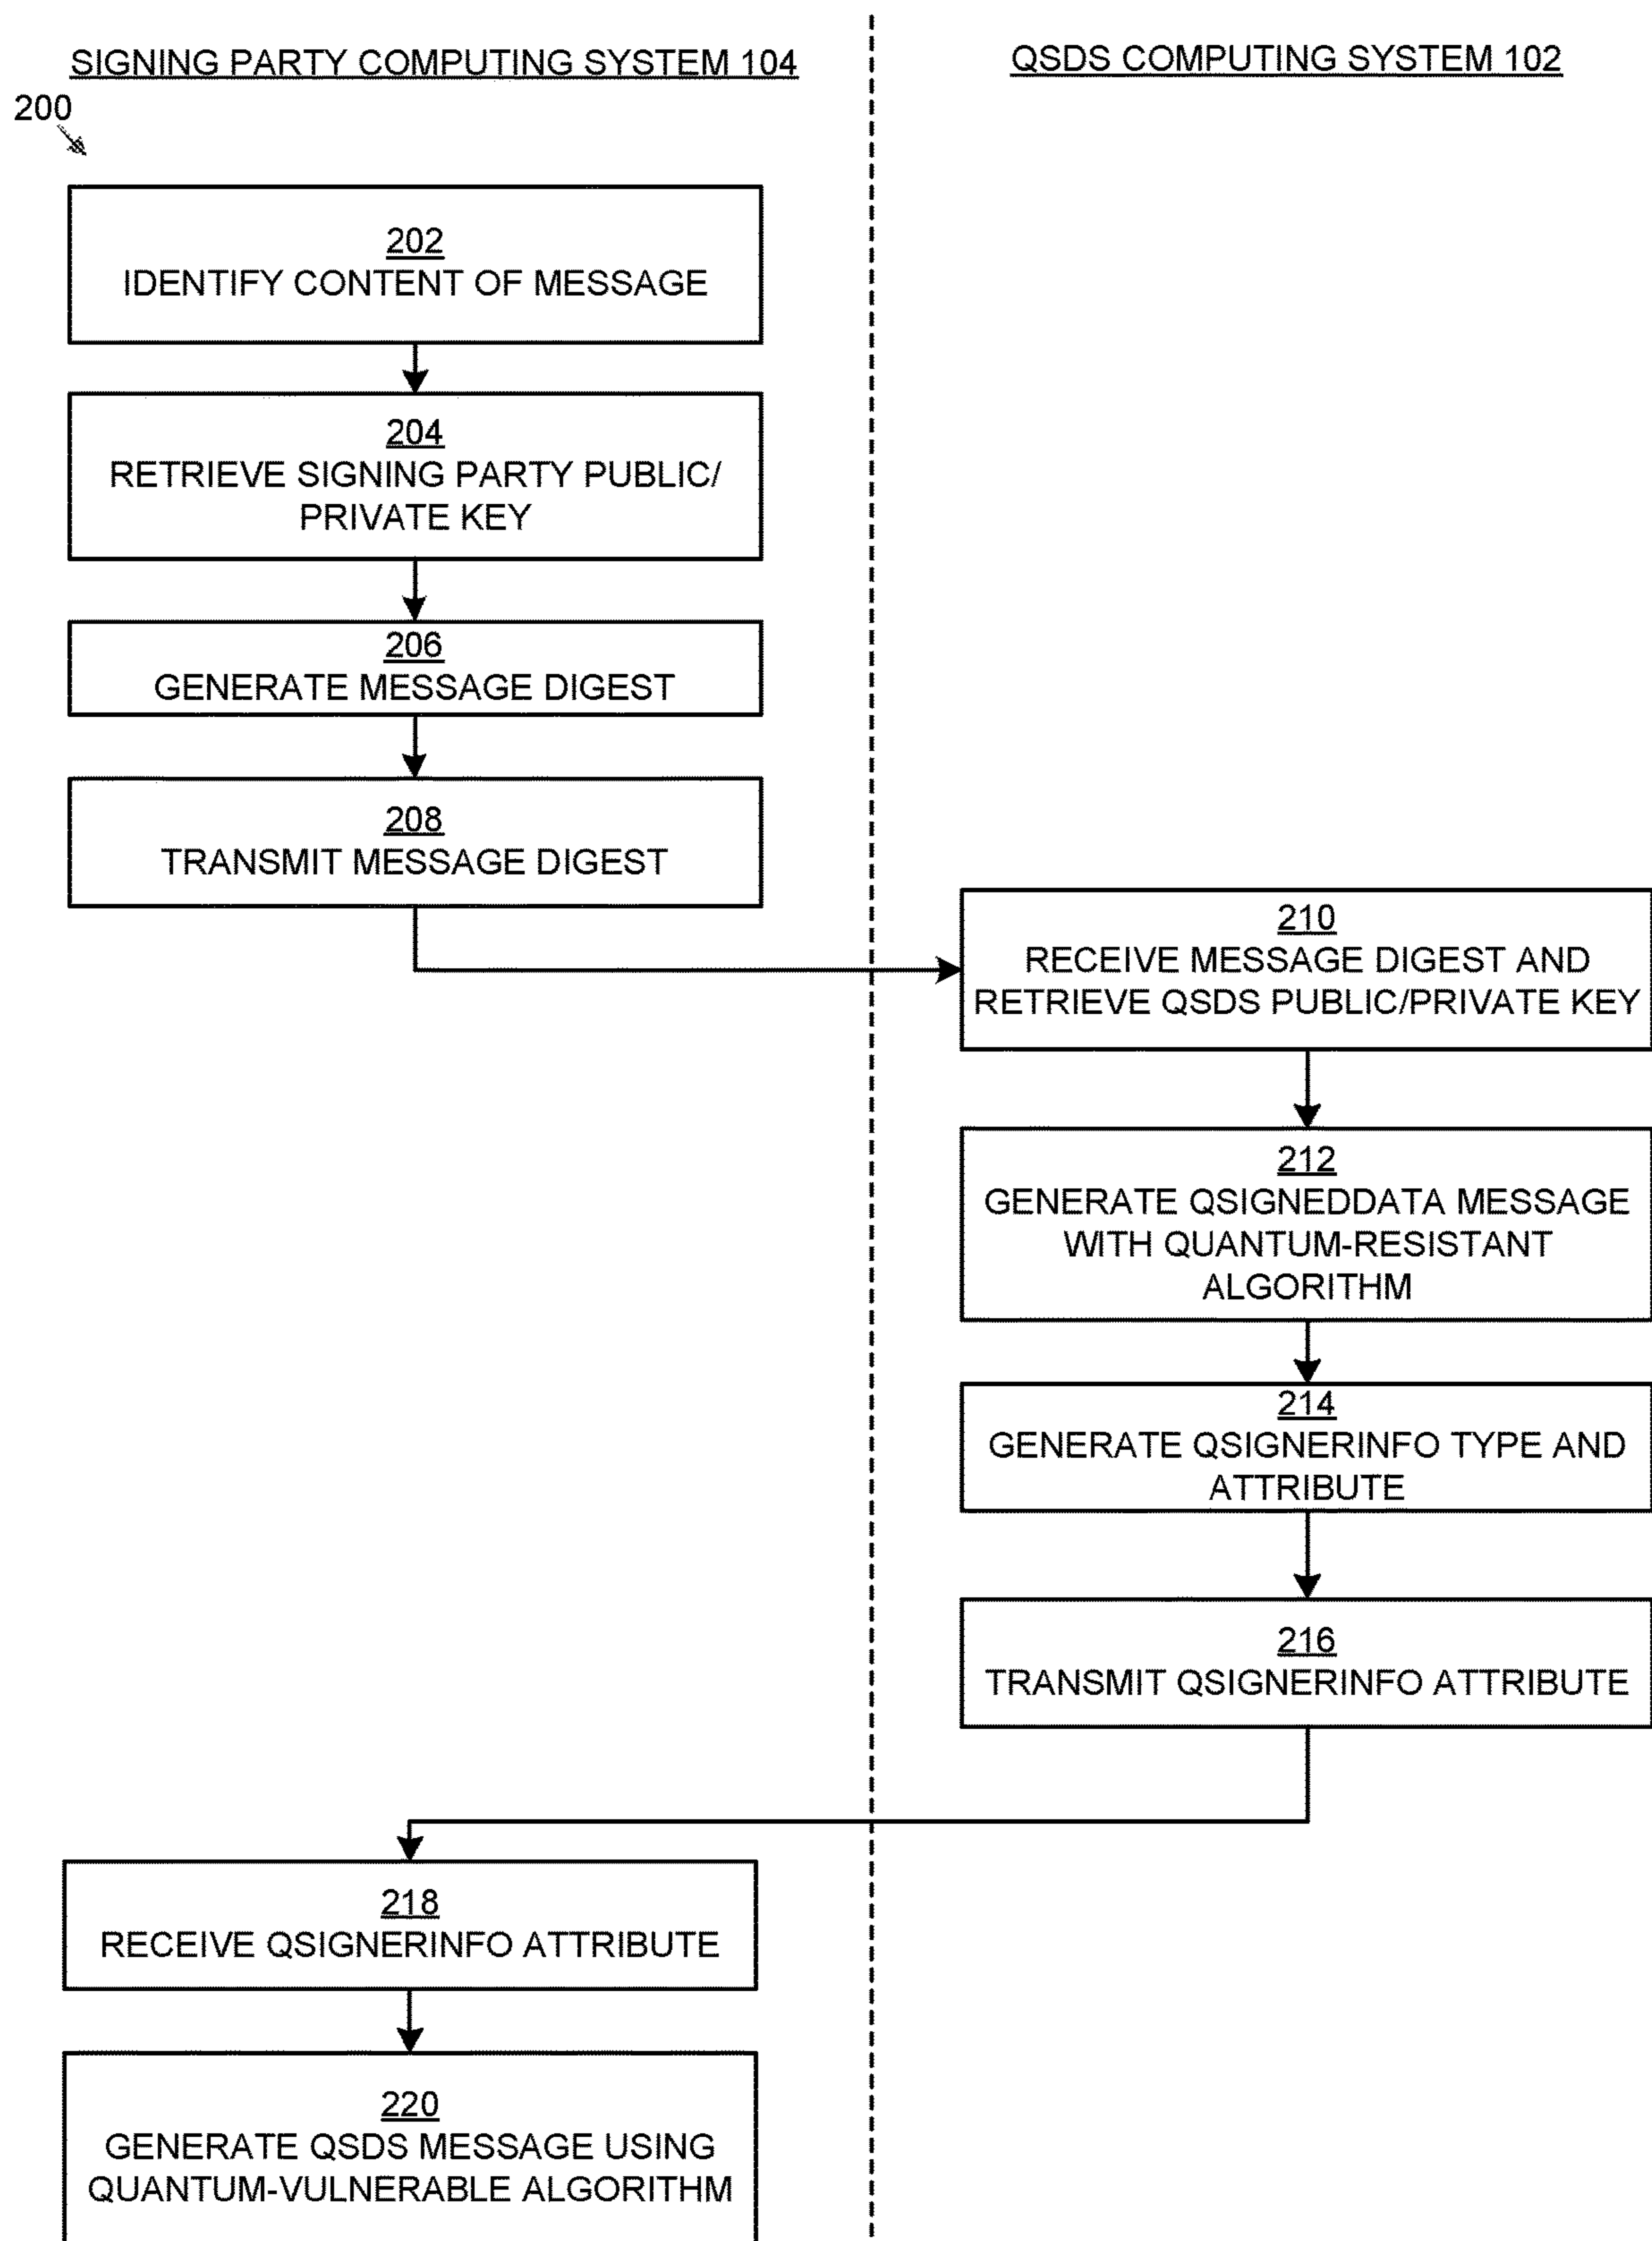 SIGNING PARTY COMPUTING SYSTEM 104
QSDS COMPUTING SYSTEM 102
200
202
IDENTIFY CONTENT OF MESSAGE
204
RETRIEVE SIGNING PARTY PUBLIC/
PRIVATE KEY
206
GENERATE MESSAGE DIGEST
208
TRANSMIT MESSAGE DIGEST
210
RECEIVE MESSAGE DIGEST AND
RETRIEVE QSDS PUBLIC/PRIVATE KEY
212
GENERATE QSIGNEDDATA MESSAGE
WITH QUANTUM-RESISTANT
ALGORITHM
214
GENERATE QSIGNERINFO TYPE AND
ATTRIBUTE
216
TRANSMIT QSIGNERINFO ATTRIBUTE
218
RECEIVE QSIGNERINFO ATTRIBUTE
220
GENERATE QSDS MESSAGE USING
QUANTUM-VULNERABLE ALGORITHM